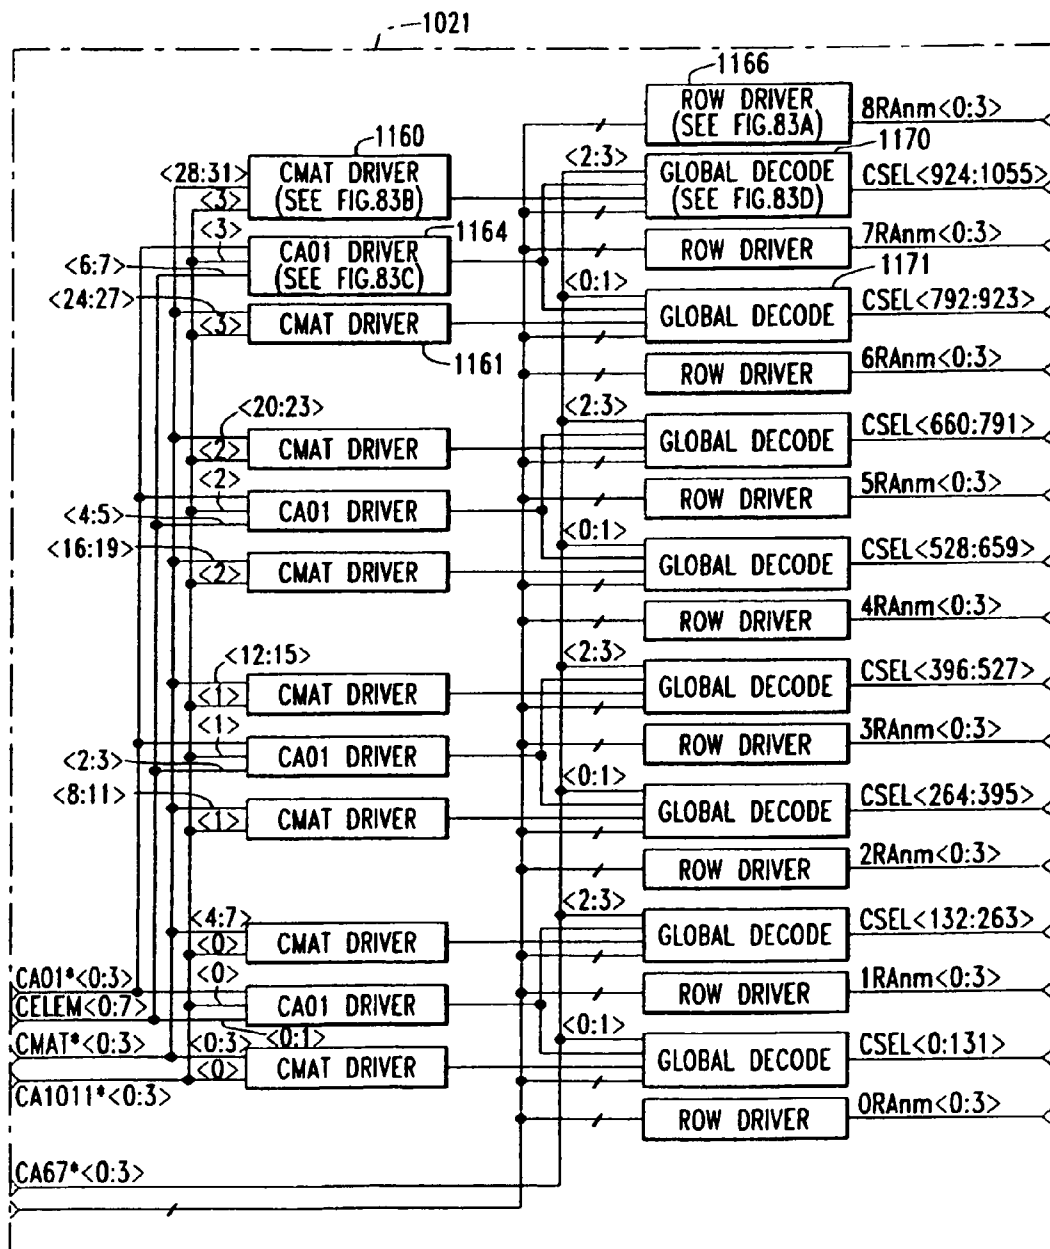 1021
1166
ROW DRIVER
(SEE FIG.83A)
8RAnm<0:3>
1160
1170
<28:31>
CMAT DRIVER
(SEE FIG.83B)
<3>
<2:3>
GLOBAL DECODE
(SEE FIG.83D)
CSEL<924:1055>
<3>
1164
CA01 DRIVER
(SEE FIG.83C)
<6:7>
ROW DRIVER
7RAnm<0:3>
1171
<24:27>
<0:1>
<3>
CMAT DRIVER
1161
GLOBAL DECODE
CSEL<792:923>
ROW DRIVER
6RAnm<0:3>
<20:23>
<2:3>
<2>
CMAT DRIVER
GLOBAL DECODE
CSEL<660:791>
<2>
CA01 DRIVER
<4:5>
ROW DRIVER
5RAnm<0:3>
<16:19>
<0:1>
<2>
CMAT DRIVER
GLOBAL DECODE
CSEL<528:659>
ROW DRIVER
4RAnm<0:3>
<12:15>
<2:3>
<1>
CMAT DRIVER
GLOBAL DECODE
CSEL<396:527>
<1>
CA01 DRIVER
<2:3>
ROW DRIVER
3RAnm<0:3>
<8:11>
<0:1>
<1>
CMAT DRIVER
GLOBAL DECODE
CSEL<264:395>
ROW DRIVER
2RAnm<0:3>
<4:7>
<2:3>
<0>
CMAT DRIVER
GLOBAL DECODE
CSEL<132:263>
CA01*<0:3>
<0>
CA01 DRIVER
CELEM<0:7>
<0:1>
ROW DRIVER
1RAnm<0:3>
CMAT*<0:3>
<0:3>
<0:1>
<0>
CMAT DRIVER
GLOBAL DECODE
CSEL<0:131>
CA1011*<0:3>
ROW DRIVER
0RAnm<0:3>
CA67*<0:3>